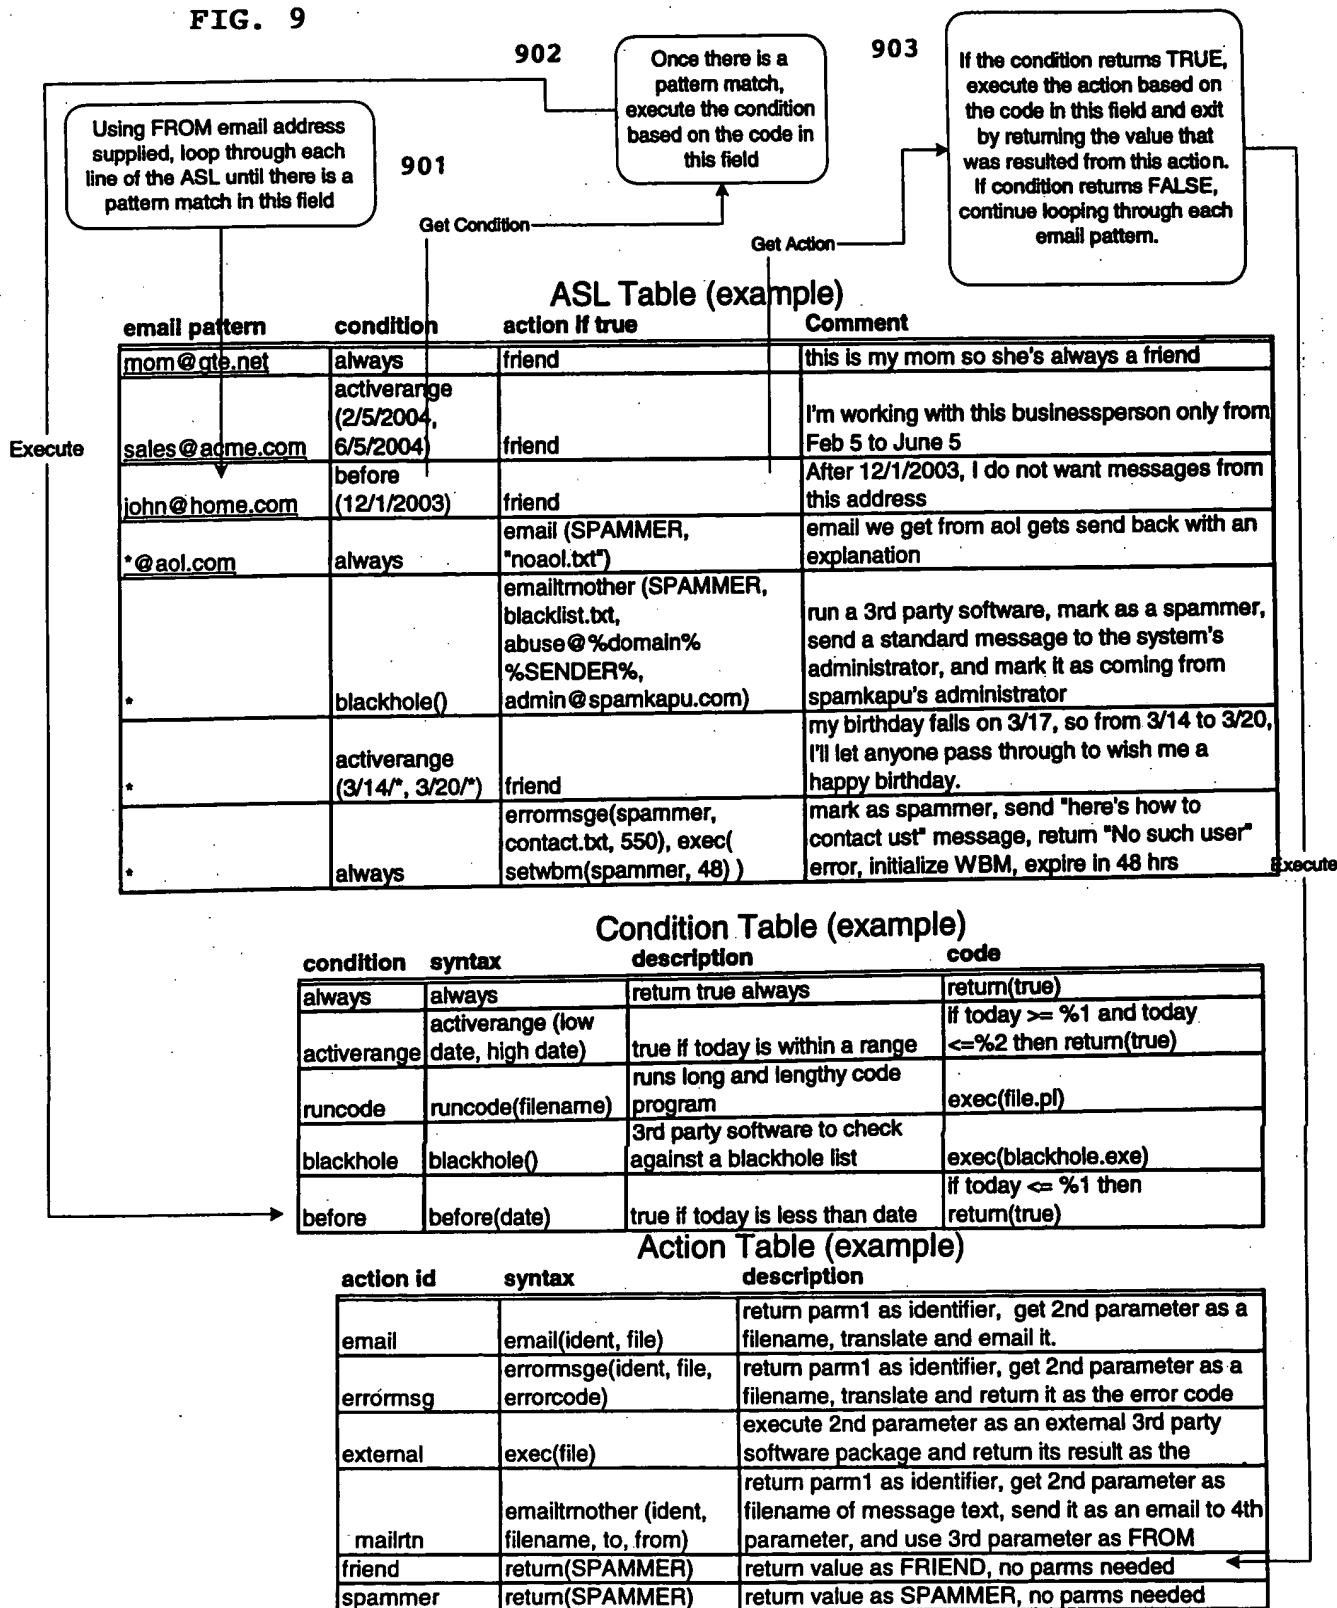 FIG. 9
902
903
Once there is a
pattern match,
execute the condition
based on the code in
this field
If the condition returns TRUE,
execute the action based on
the code in this field and exit
by returning the value that
was resulted from this action.
If condition returns FALSE,
continue looping through each
email pattern.
Using FROM email address
supplied, loop through each
line of the ASL until there is a
pattern match in this field
901
Get Condition
Get Action
ASL Table (example)
email pattern condition action if true Comment
mom@gte.net always friend this is my mom so she's always a friend
activerange
(2/5/2004,
6/5/2004)
sales@acme.com
friend
I'm working with this businessperson only from
Feb 5 to June 5
Execute
before
(12/1/2003)
john@home.com
friend
After 12/1/2003, I do not want messages from
this address
*@aol.com
always
email (SPAMMER,
"noaol.txt")
email we get from aol gets send back with an
explanation
*
blackhole()
emailtrnother (SPAMMER,
blacklist.txt,
abuse@%domain%
%SENDER%,
admin@spamkapu.com)
run a 3rd party software, mark as a spammer,
send a standard message to the system's
administrator, and mark it as coming from
spamkapu's administrator
*
activerange
(3/14/*, 3/20/*)
friend
my birthday falls on 3/17, so from 3/14 to 3/20,
I'll let anyone pass through to wish me a
happy birthday.
*
always
errormsge(spammer,
contact.txt, 550), exec(
setwbm(spammer, 48) )
mark as spammer, send "here's how to
contact ust" message, return "No such user"
error, initialize WBM, expire in 48 hrs
Execute
Condition Table (example)
condition syntax description code
always always return true always return(true)
activerange
activerange (low
date, high date)
true if today is within a range
if today >= %1 and today
<=%2 then return(true)
runcode
runcode(filename)
runs long and lengthy code
program
exec(file.pl)
blackhole
blackhole()
3rd party software to check
against a blackhole list
exec(blackhole.exe)
before
before(date)
true if today is less than date
if today <= %1 then
return(true)
Action Table (example)
action id syntax description
email
email(ident, file)
return parm1 as identifier, get 2nd parameter as a
filename, translate and email it.
errormsg
errormsge(ident, file,
errorcode)
return parm1 as identifier, get 2nd parameter as a
filename, translate and return it as the error code
external
exec(file)
execute 2nd parameter as an external 3rd party
software package and return its result as the
mailrtn
emailtrnother (ident,
filename, to, from)
return parm1 as identifier, get 2nd parameter as
filename of message text, send it as an email to 4th
parameter, and use 3rd parameter as FROM
friend return(SPAMMER) return value as FRIEND, no parms needed
spammer return(SPAMMER) return value as SPAMMER, no parms needed